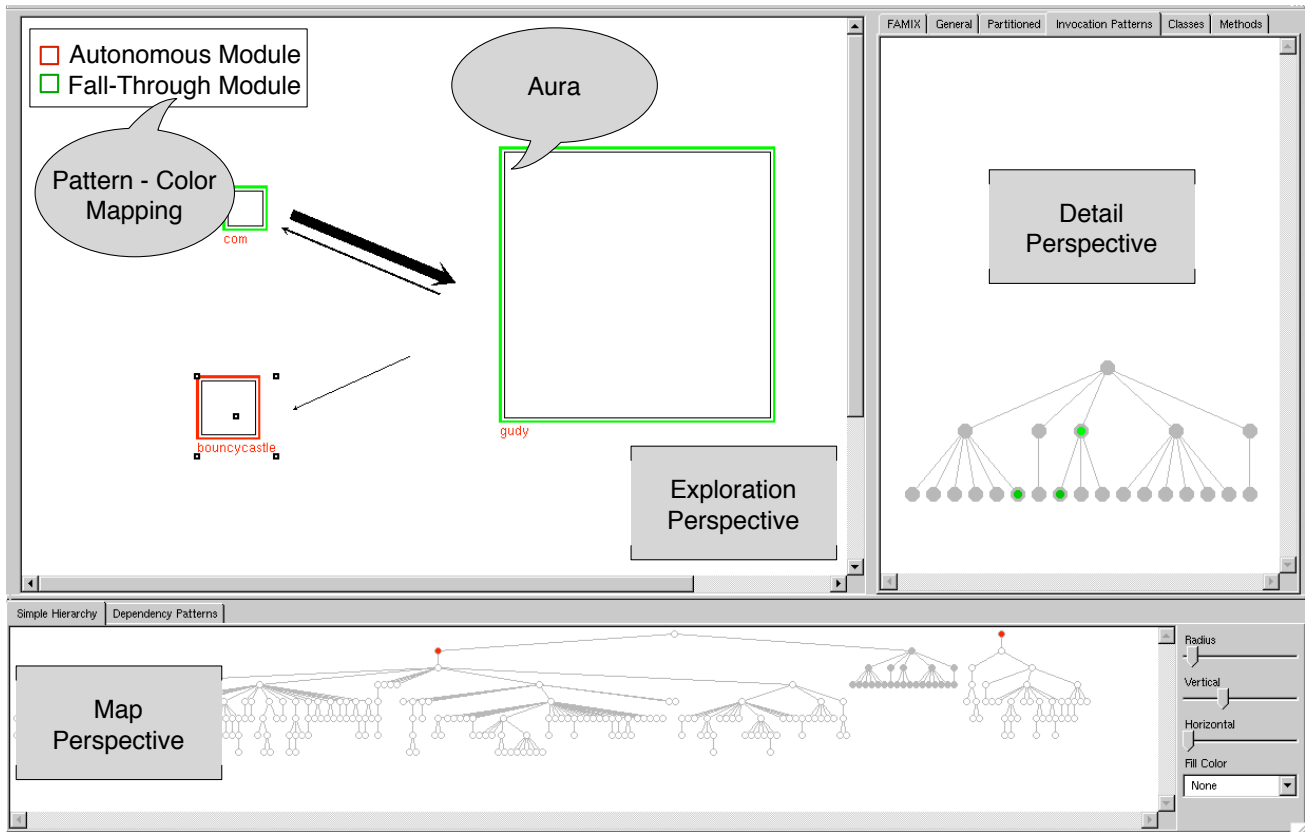 Autonomous Module
Fall-Through Module
Pattern - Color
Mapping
Aura
com
bouncycastle
gudy
Exploration
Perspective
FAMIX General Partitioned Invocation Patterns Classes Methods
Detail
Perspective
Simple Hierarchy Dependency Patterns
Map
Perspective
Radius
Vertical
Horizontal
Fill Color
None